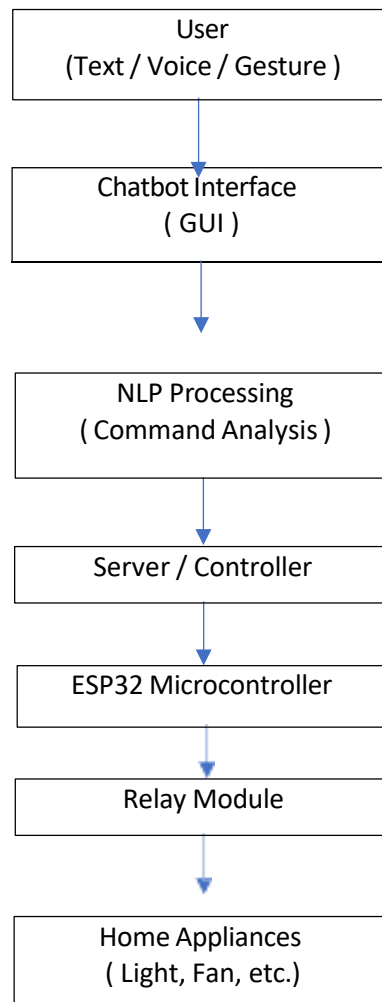 User
(Text / Voice / Gesture )
Chatbot Interface
( GUI )
NLP Processing
( Command Analysis )
Server / Controller
ESP32 Microcontroller
Relay Module
Home Appliances
( Light, Fan, etc.)